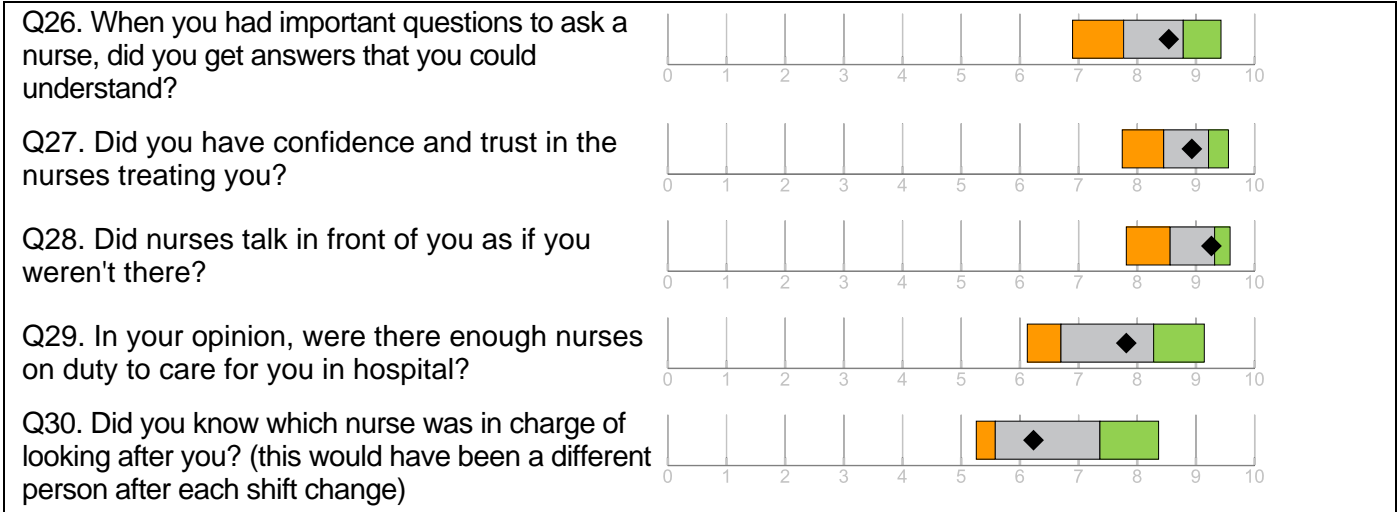 Q26. When you had important questions to ask a
nurse, did you get answers that you could
understand?
0 1 2 3 4 5 6 7 8 9 10
Q27. Did you have confidence and trust in the
nurses treating you?
0 1 2 3 4 5 6 7 8 9 10
Q28. Did nurses talk in front of you as if you
weren't there?
0 1 2 3 4 5 6 7 8 9 10
Q29. In your opinion, were there enough nurses
on duty to care for you in hospital?
0 1 2 3 4 5 6 7 8 9 10
Q30. Did you know which nurse was in charge of
looking after you? (this would have been a different
person after each shift change)
0 1 2 3 4 5 6 7 8 9 10